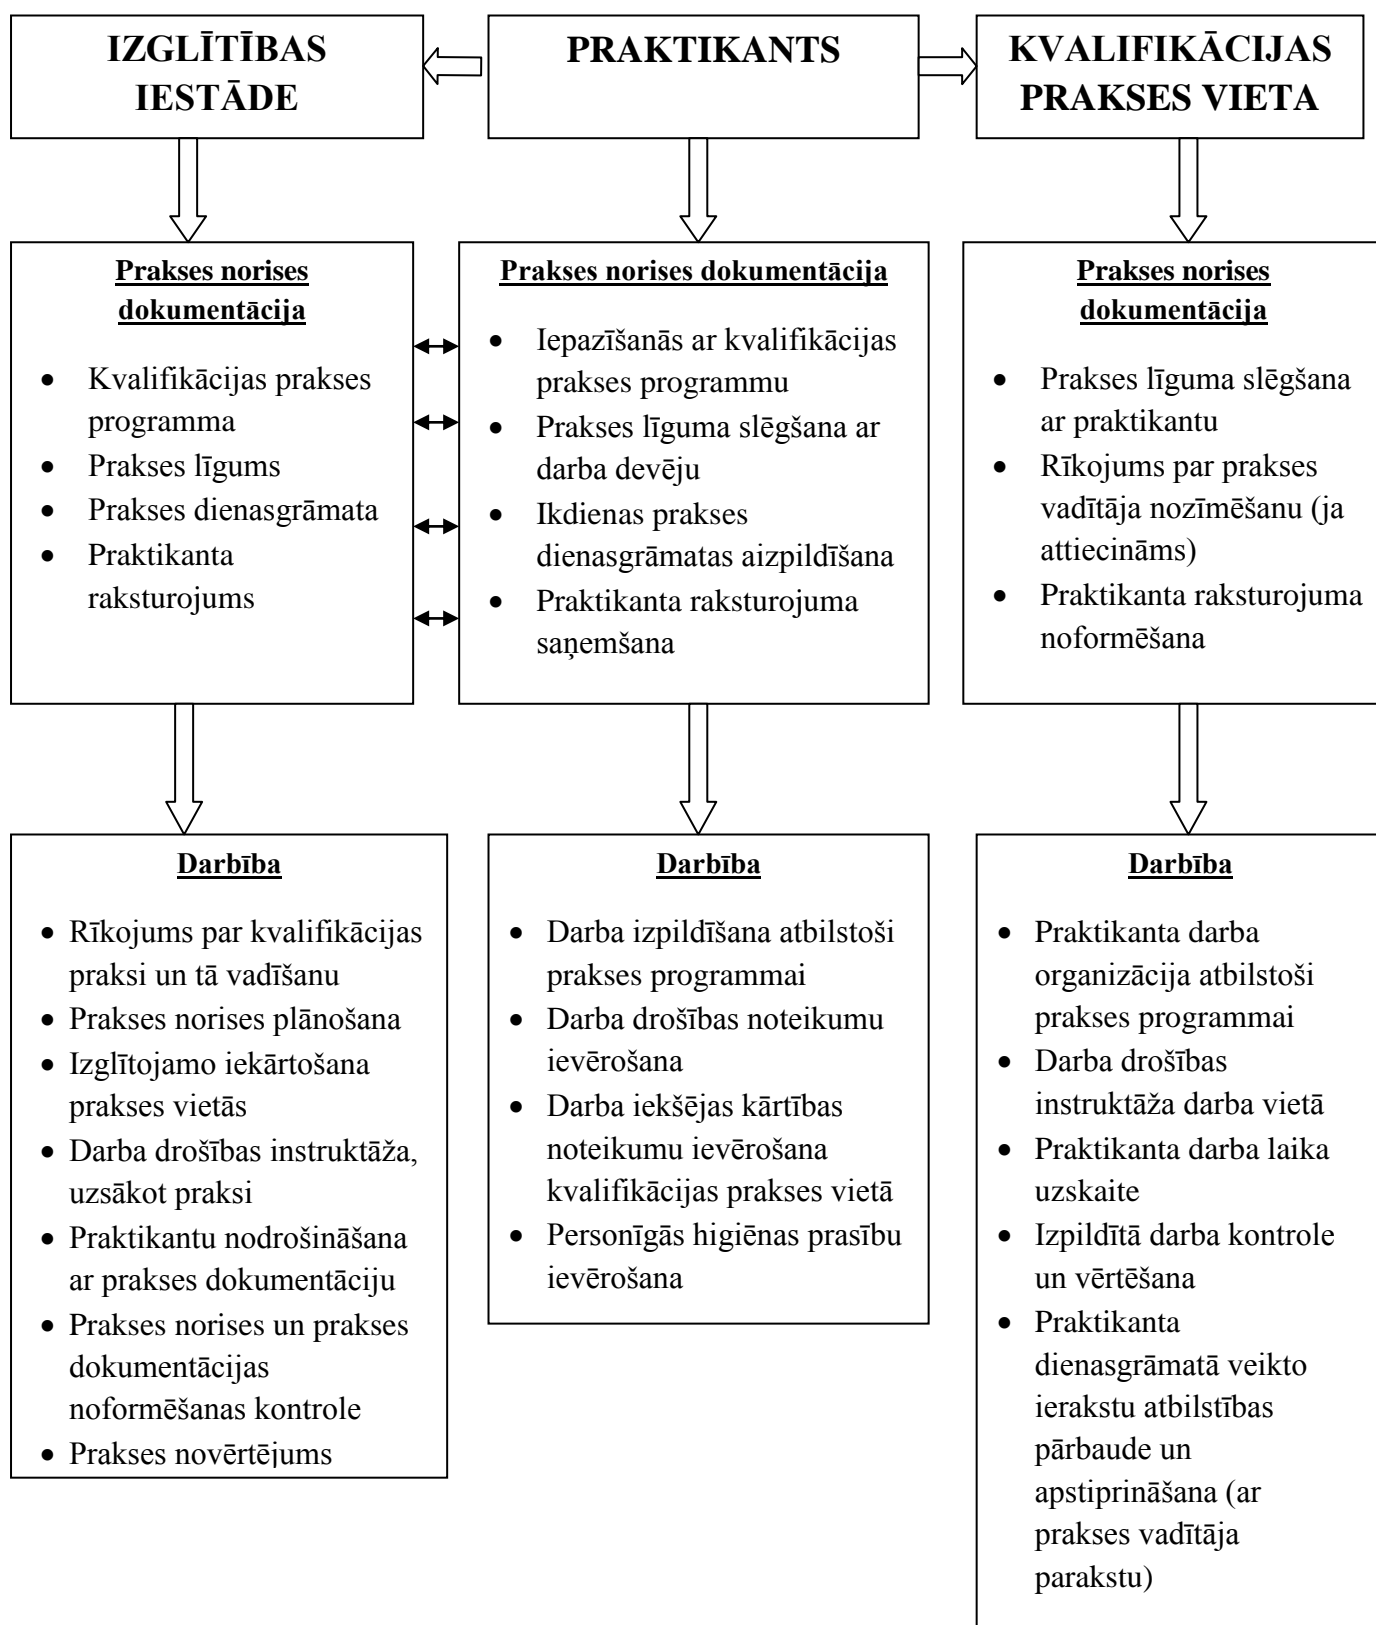 IZGLĪTĪBAS
IESTĀDE
PRAKTIKANTS
KVALIFIKĀCIJAS
PRAKSES VIETA
Prakses norises
dokumentācija
• Kvalifikācijas prakses
programma
• Prakses līgums
• Prakses dienasgrāmata
• Praktikanta
raksturojums
Prakses norises dokumentācija
• Iepazīšanās ar kvalifikācijas
prakses programmu
• Prakses līguma slēgšana ar
darba devēju
• Ikdienas prakses
dienasgrāmatas aizpildīšana
• Praktikanta raksturojuma
saņemšana
Prakses norises
dokumentācija
• Prakses līguma slēgšana
ar praktikantu
• Rīkojums par prakses
vadītāja nozīmēšanu (ja
attiecināms)
• Praktikanta raksturojuma
noformēšana
Darbība
• Rīkojums par kvalifikācijas
praksi un tā vadīšanu
• Prakses norises plānošana
• Izglītojamo iekārtošana
prakses vietās
• Darba drošības instruktāža,
uzsākot praksi
• Praktikantu nodrošināšana
ar prakses dokumentāciju
• Prakses norises un prakses
dokumentācijas
noformēšanas kontrole
• Prakses novērtējums
Darbība
• Darba izpildīšana atbilstoši
prakses programmai
• Darba drošības noteikumu
ievērošana
• Darba iekšējas kārtības
noteikumu ievērošana
kvalifikācijas prakses vietā
• Personīgās higiēnas prasību
ievērošana
Darbība
• Praktikanta darba
organizācija atbilstoši
prakses programmai
• Darba drošības
instruktāža darba vietā
• Praktikanta darba laika
uzskaite
• Izpildītā darba kontrole
un vērtēšana
• Praktikanta
dienasgrāmatā veikto
ierakstu atbilstības
pārbaude un
apstiprināšana (ar
prakses vadītāja
parakstu)